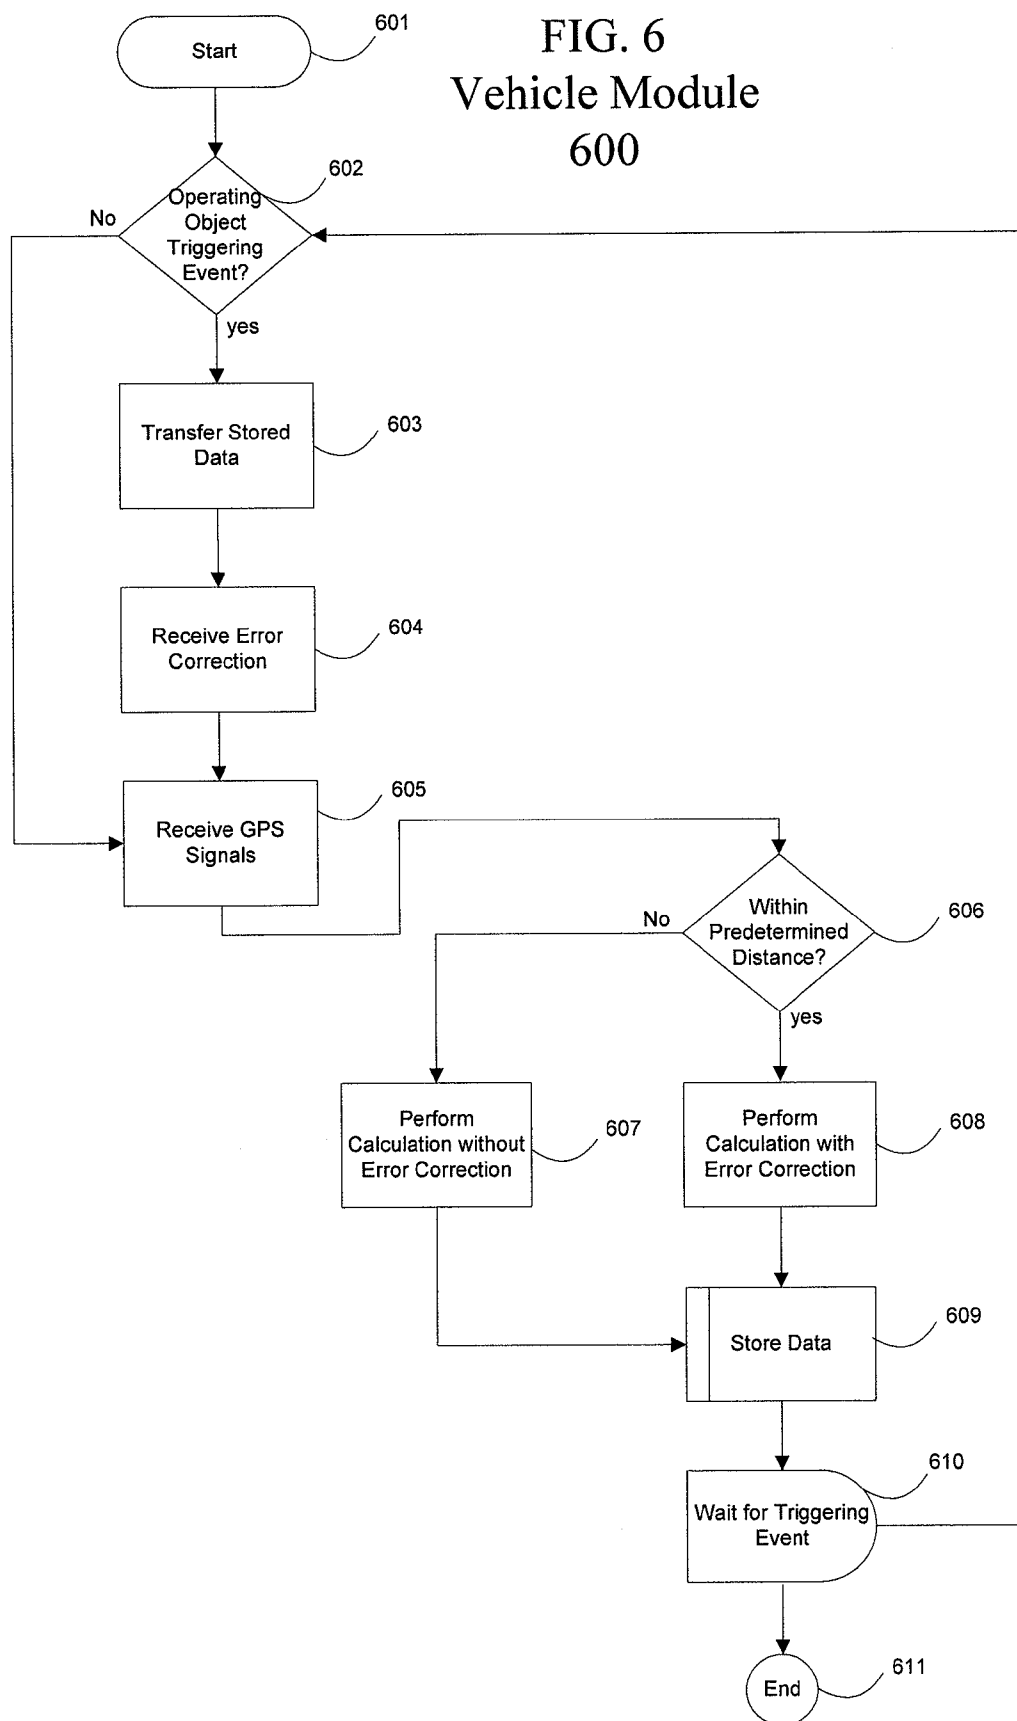 FIG. 6
Vehicle Module
600
Start
601
Operating
Object
Triggering
Event?
602
No
yes
Transfer Stored
Data
603
Receive Error
Correction
604
Receive GPS
Signals
605
Within
Predetermined
Distance?
606
No
yes
Perform
Calculation without
Error Correction
607
Perform
Calculation with
Error Correction
608
Store Data
609
Wait for Triggering
Event
610
End
611